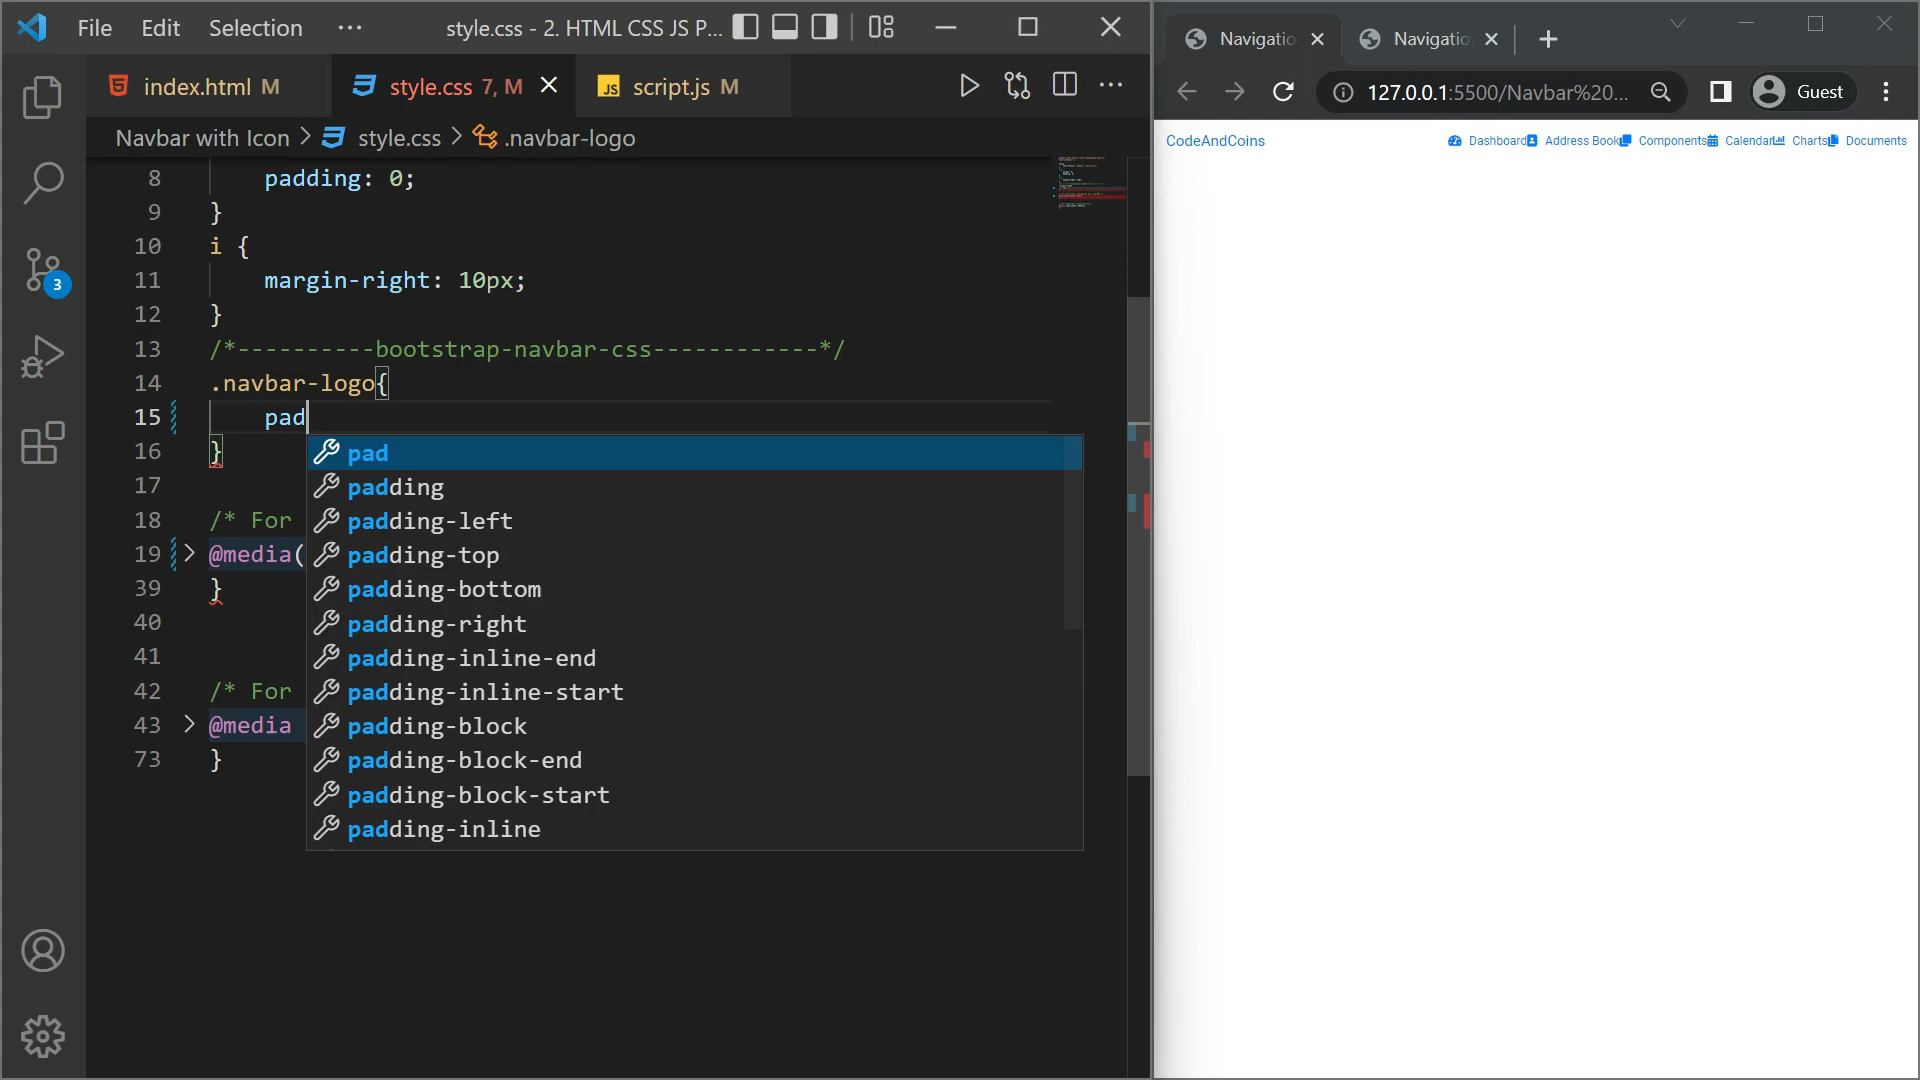 File Edit Selection ··· style.css - 2. HTML CSS JS P...
index.html M style.css 7, M JS script.js M
Navbar with Icon > style.css > .navbar-logo
8 padding: 0;
9 }
10 i {
11 margin-right: 10px;
12 }
13 /*----------bootstrap-navbar-css------------*/
14 .navbar-logo{
15 pad
16 }
17
18 /* For
19 @media(
39 }
40
41
42 /* For
43 @media
73 }
pad
padding
padding-left
padding-top
padding-bottom
padding-right
padding-inline-end
padding-inline-start
padding-block
padding-block-end
padding-block-start
padding-inline
3
Navigatio Navigatio
127.0.0.1:5500/Navbar%20... Guest
CodeAndCoins Dashboard Address Book Components Calendar Charts Documents